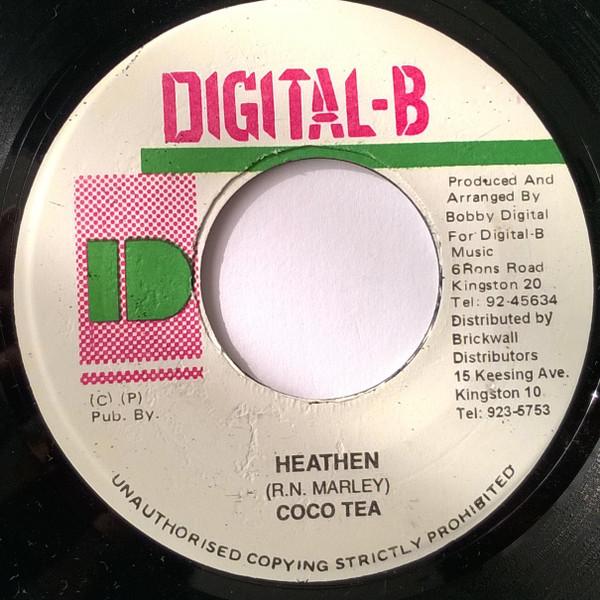 DIGITAL-B
Produced And
Arranged By
Bobby Digital
For Digital-B
Music
6Rons Road
Kingston 20
Tel: 92-45634
Distributed by
Brickwall
Distributors
15 Keesing Ave.
Kingston 10
Tel: 923-5753
D
(C) (P)
Pub. By.
HEATHEN
(R.N. MARLEY)
COCO TEA
UNAUTHORISED COPYING STRICTLY PROHIBITED